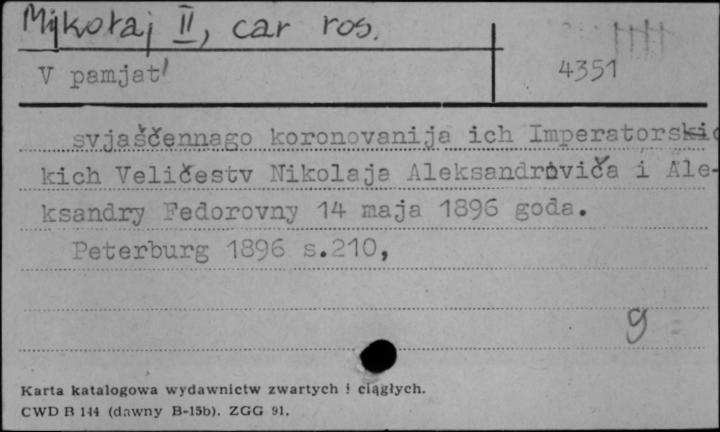 Mikołaj II, car ros.
V pamjat' 4351
svjaščennago koronovanija ich Imperatorski
kich Veličestv Nikolaja Aleksandroviča i Ale-
ksandry Fedorovny 14 maja 1896 goda.
Peterburg 1896 s.210,
g
Karta katalogowa wydawnictw zwartych i ciągłych.
CWD B 144 (dawny B-15b). ZGG 91.